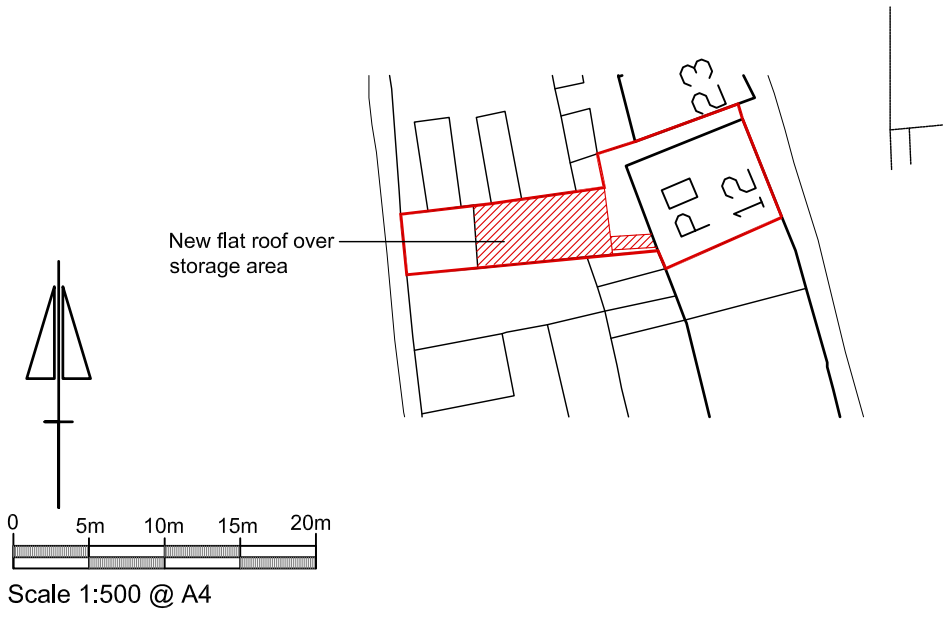 23
PO
12
New flat roof over
storage area
0 5m 10m 15m 20m
Scale 1:500 @ A4